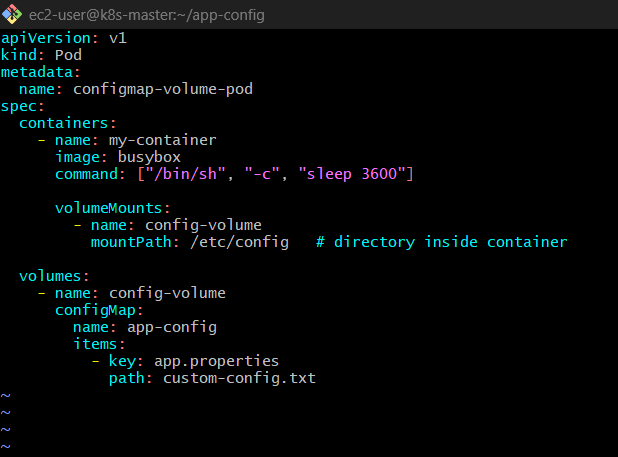 ec2-user@k8s-master:~/app-config
apiVersion: v1
kind: Pod
metadata:
  name: configmap-volume-pod
spec:
  containers:
    - name: my-container
      image: busybox
      command: ["/bin/sh", "-c", "sleep 3600"]

      volumeMounts:
        - name: config-volume
          mountPath: /etc/config   # directory inside container

  volumes:
    - name: config-volume
      configMap:
        name: app-config
        items:
          - key: app.properties
            path: custom-config.txt
~
~
~
~